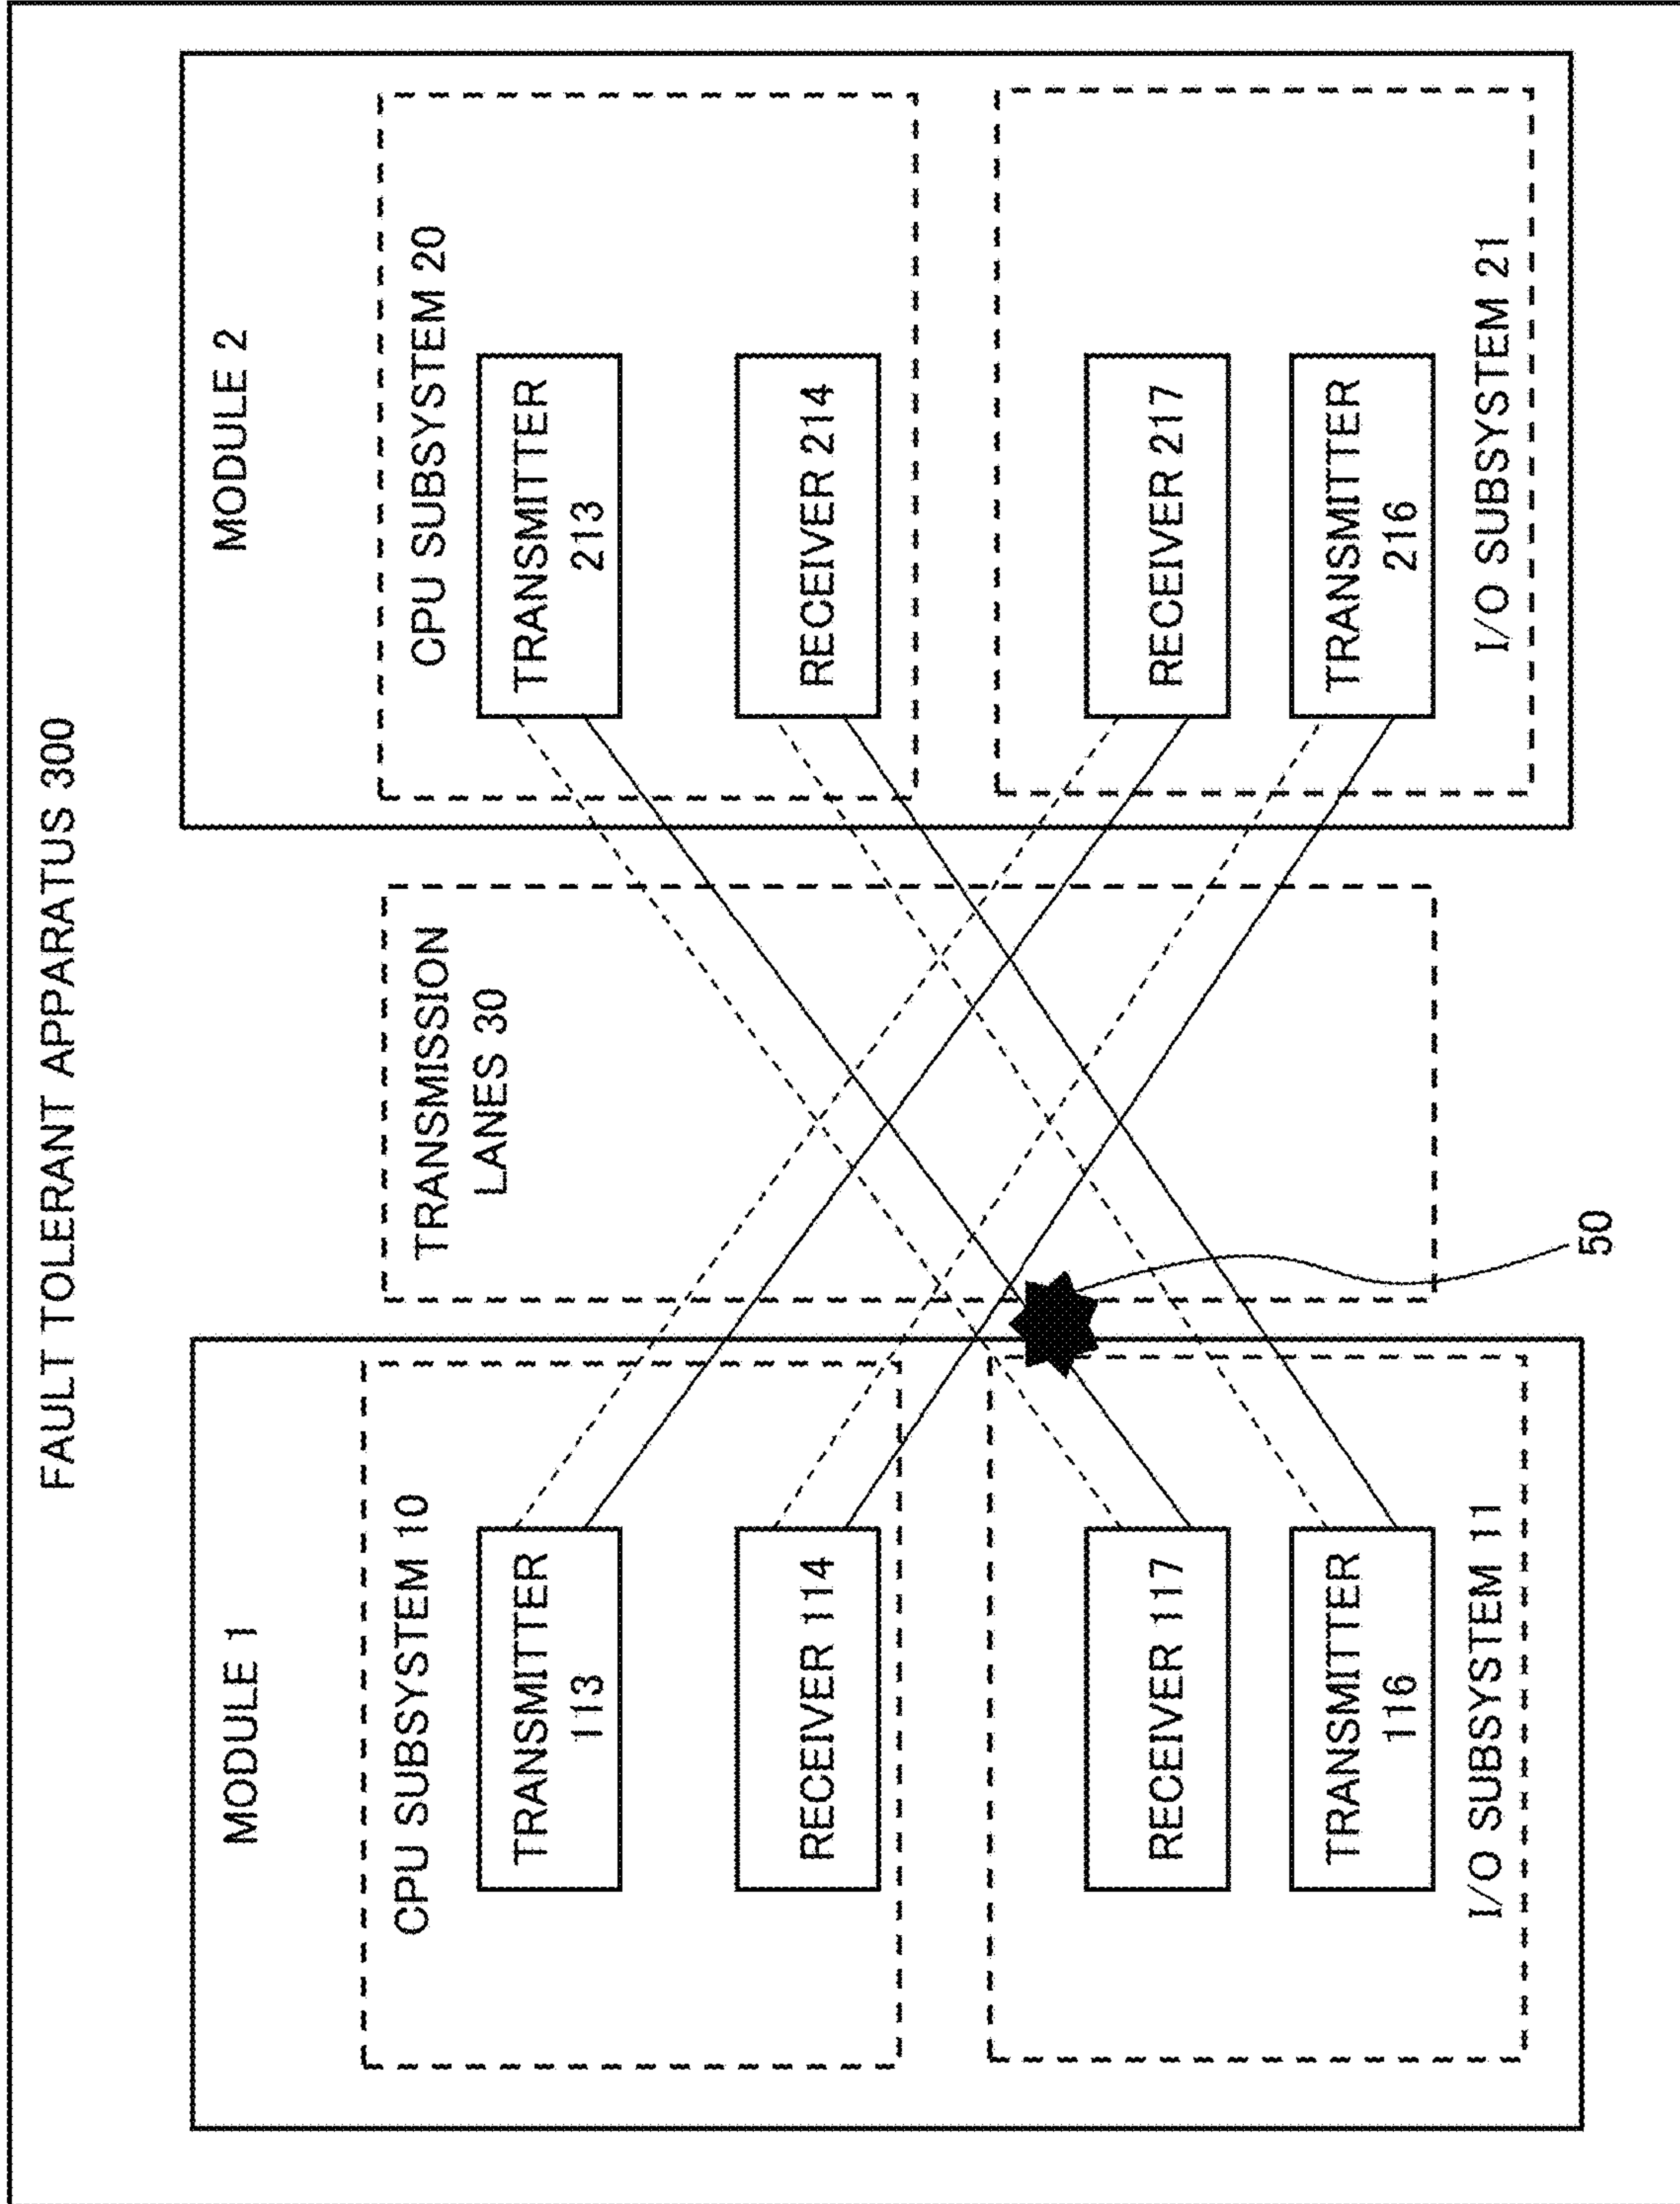 FAULT TOLERANT APPARATUS 300
MODULE 1
CPU SUBSYSTEM 10
TRANSMITTER
113
RECEIVER 114
RECEIVER 117
TRANSMITTER
116
I/O SUBSYSTEM 11
TRANSMISSION
LANES 30
50
MODULE 2
CPU SUBSYSTEM 20
TRANSMITTER
213
RECEIVER 214
RECEIVER 217
TRANSMITTER
216
I/O SUBSYSTEM 21